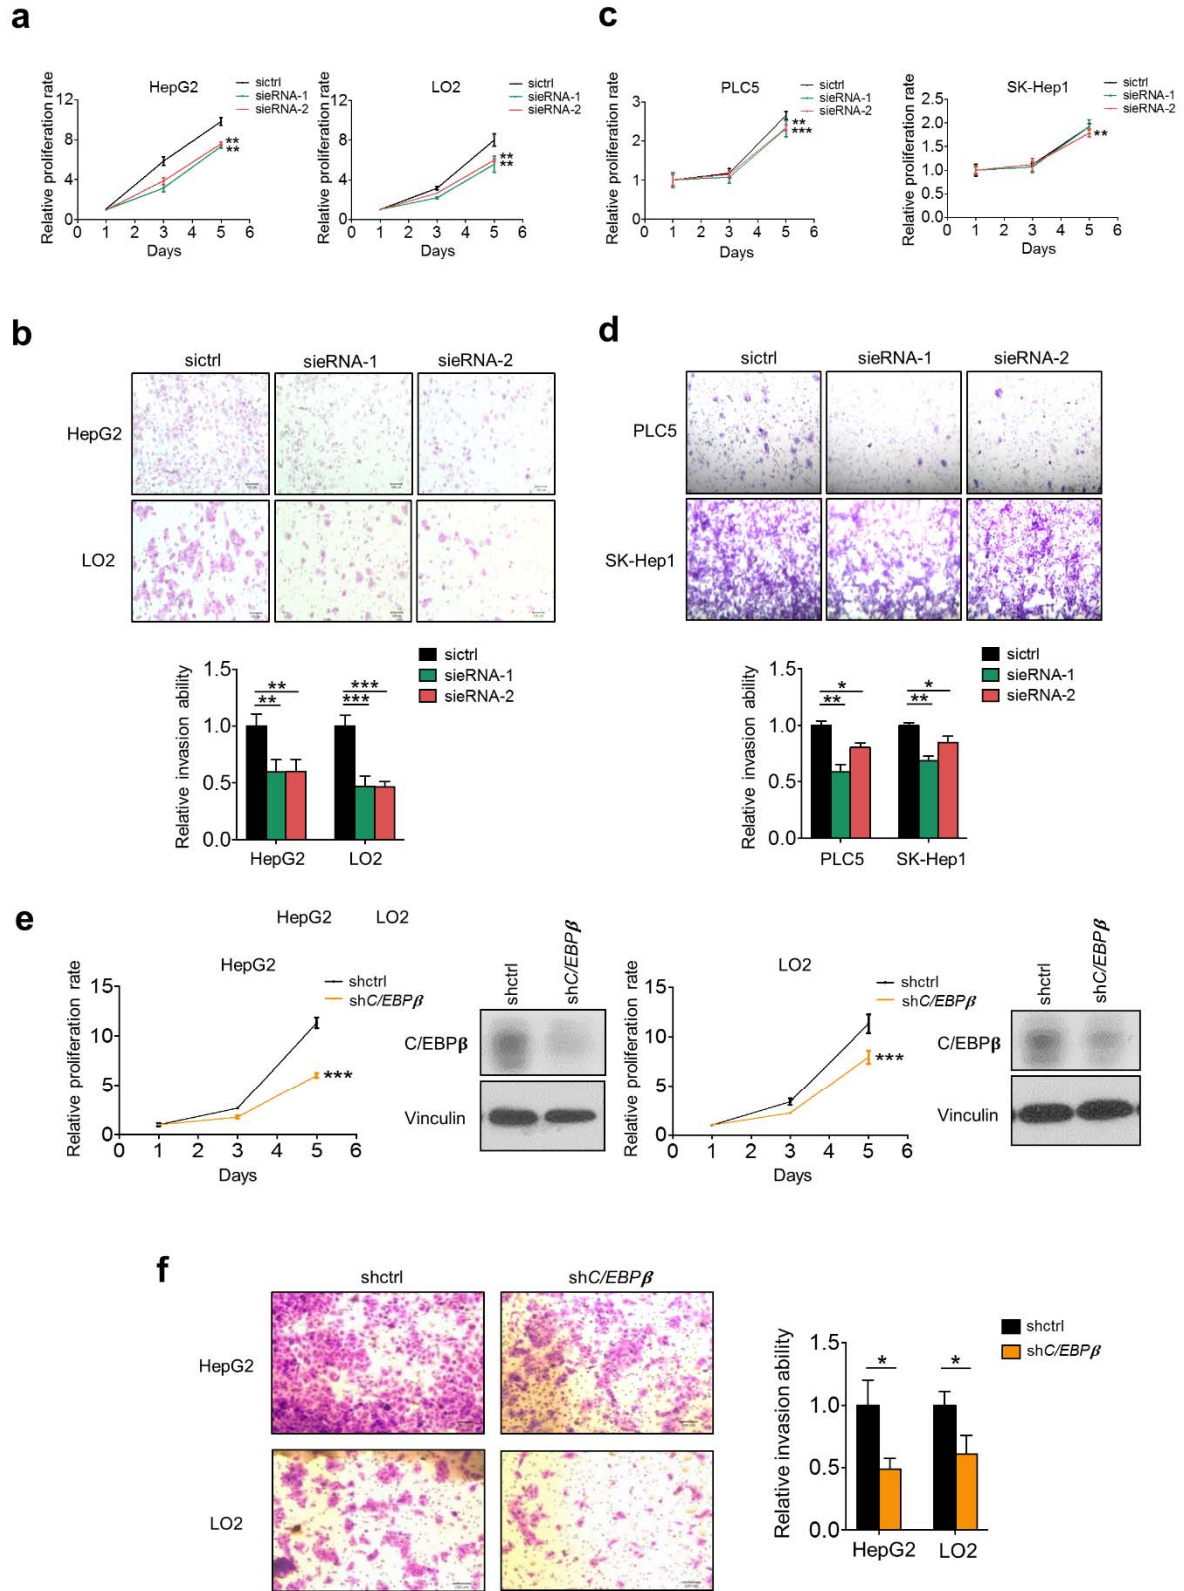 a
HepG2
sictrl
sieRNA-1
sieRNA-2
Relative proliferation rate
12
8
4
0
**
**
0 1 2 3 4 5 6
Days
LO2
sictrl
sieRNA-1
sieRNA-2
Relative proliferation rate
12
8
4
0
**
**
0 1 2 3 4 5 6
Days
c
PLC5
sictrl
sieRNA-1
sieRNA-2
Relative proliferation rate
3
2
1
0
**
***
0 1 2 3 4 5 6
Days
SK-Hep1
sictrl
sieRNA-1
sieRNA-2
Relative proliferation rate
2.5
2.0
1.5
1.0
0.5
0.0
**
0 1 2 3 4 5 6
Days
b
sictrl sieRNA-1 sieRNA-2
HepG2
LO2
sictrl
sieRNA-1
sieRNA-2
Relative invasion ability
1.5
1.0
0.5
0.0
** ***
** ***
HepG2 LO2
d
sictrl sieRNA-1 sieRNA-2
PLC5
SK-Hep1
sictrl
sieRNA-1
sieRNA-2
Relative invasion ability
1.5
1.0
0.5
0.0
* *
** **
PLC5 SK-Hep1
e
HepG2 LO2
HepG2
shctrl
shC/EBPβ
Relative proliferation rate
15
10
5
0
***
0 1 2 3 4 5 6
Days
shctrl
shC/EBPβ
C/EBPβ
Vinculin
LO2
shctrl
shC/EBPβ
Relative proliferation rate
15
10
5
0
***
0 1 2 3 4 5 6
Days
shctrl
shC/EBPβ
C/EBPβ
Vinculin
f
shctrl shC/EBPβ
HepG2
LO2
shctrl
shC/EBPβ
Relative invasion ability
1.5
1.0
0.5
0.0
* *
HepG2 LO2